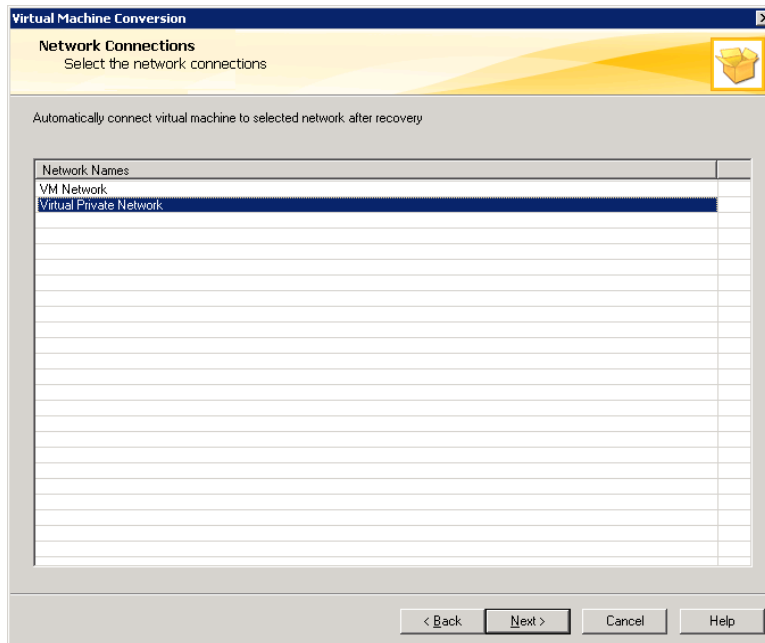 Virtual Machine Conversion
Network Connections
Select the network connections
Automatically connect virtual machine to selected network after recovery
Network Names
VM Network
Virtual Private Network
< Back
Next >
Cancel
Help